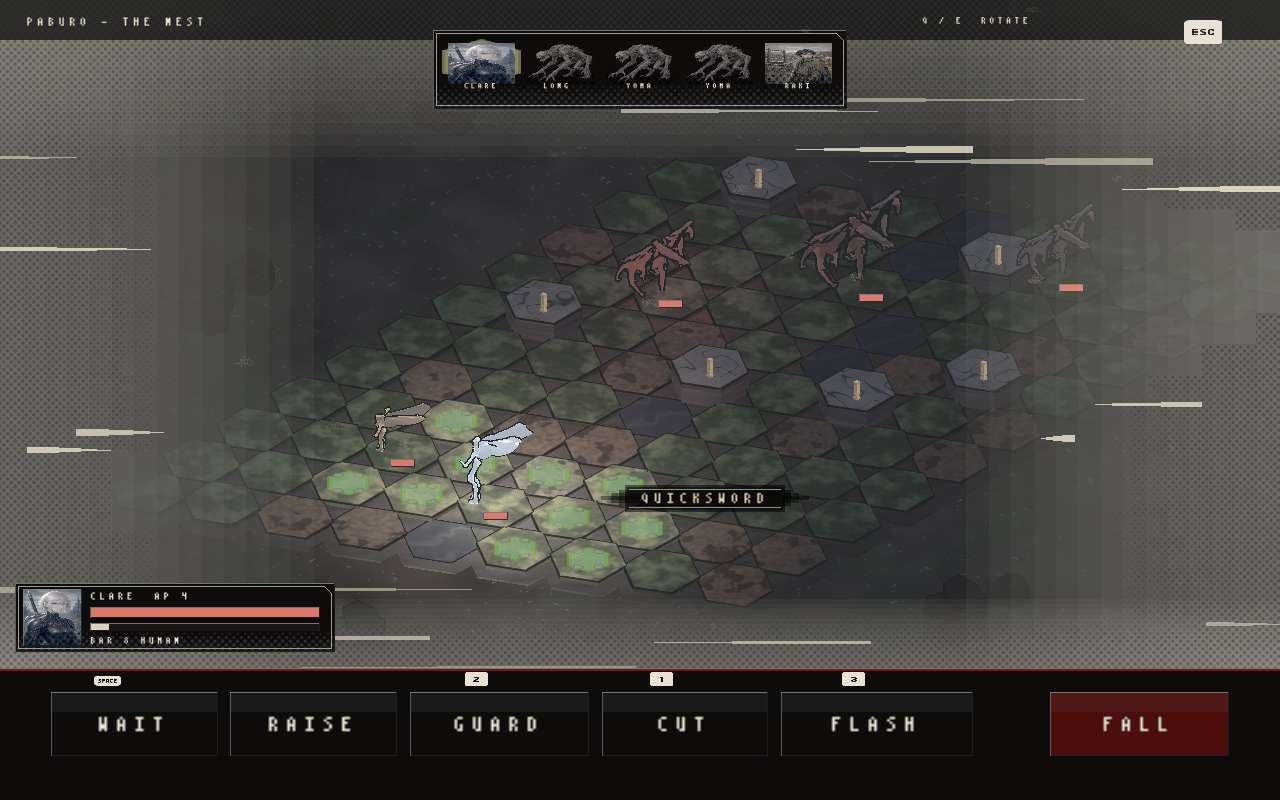 PABURO - THE NEST
Q / E ROTATE
ESC
CLARE
LONG
YOMA
YOMA
RAKI
QUICKSWORD
CLARE AP 4
BAR 8 HUMAN
SPACE
2
1
3
WAIT
RAISE
GUARD
CUT
FLASH
FALL